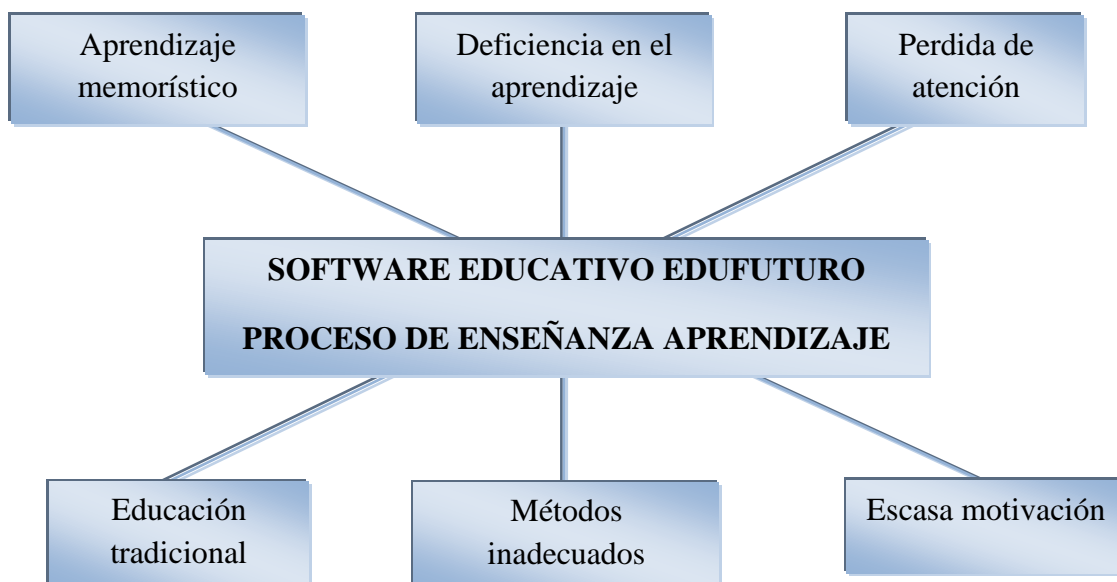 Aprendizaje
memorístico
Deficiencia en el
aprendizaje
Perdida de
atención
SOFTWARE EDUCATIVO EDUFUTURO
PROCESO DE ENSEÑANZA APRENDIZAJE
Educación
tradicional
Métodos
inadecuados
Escasa motivación